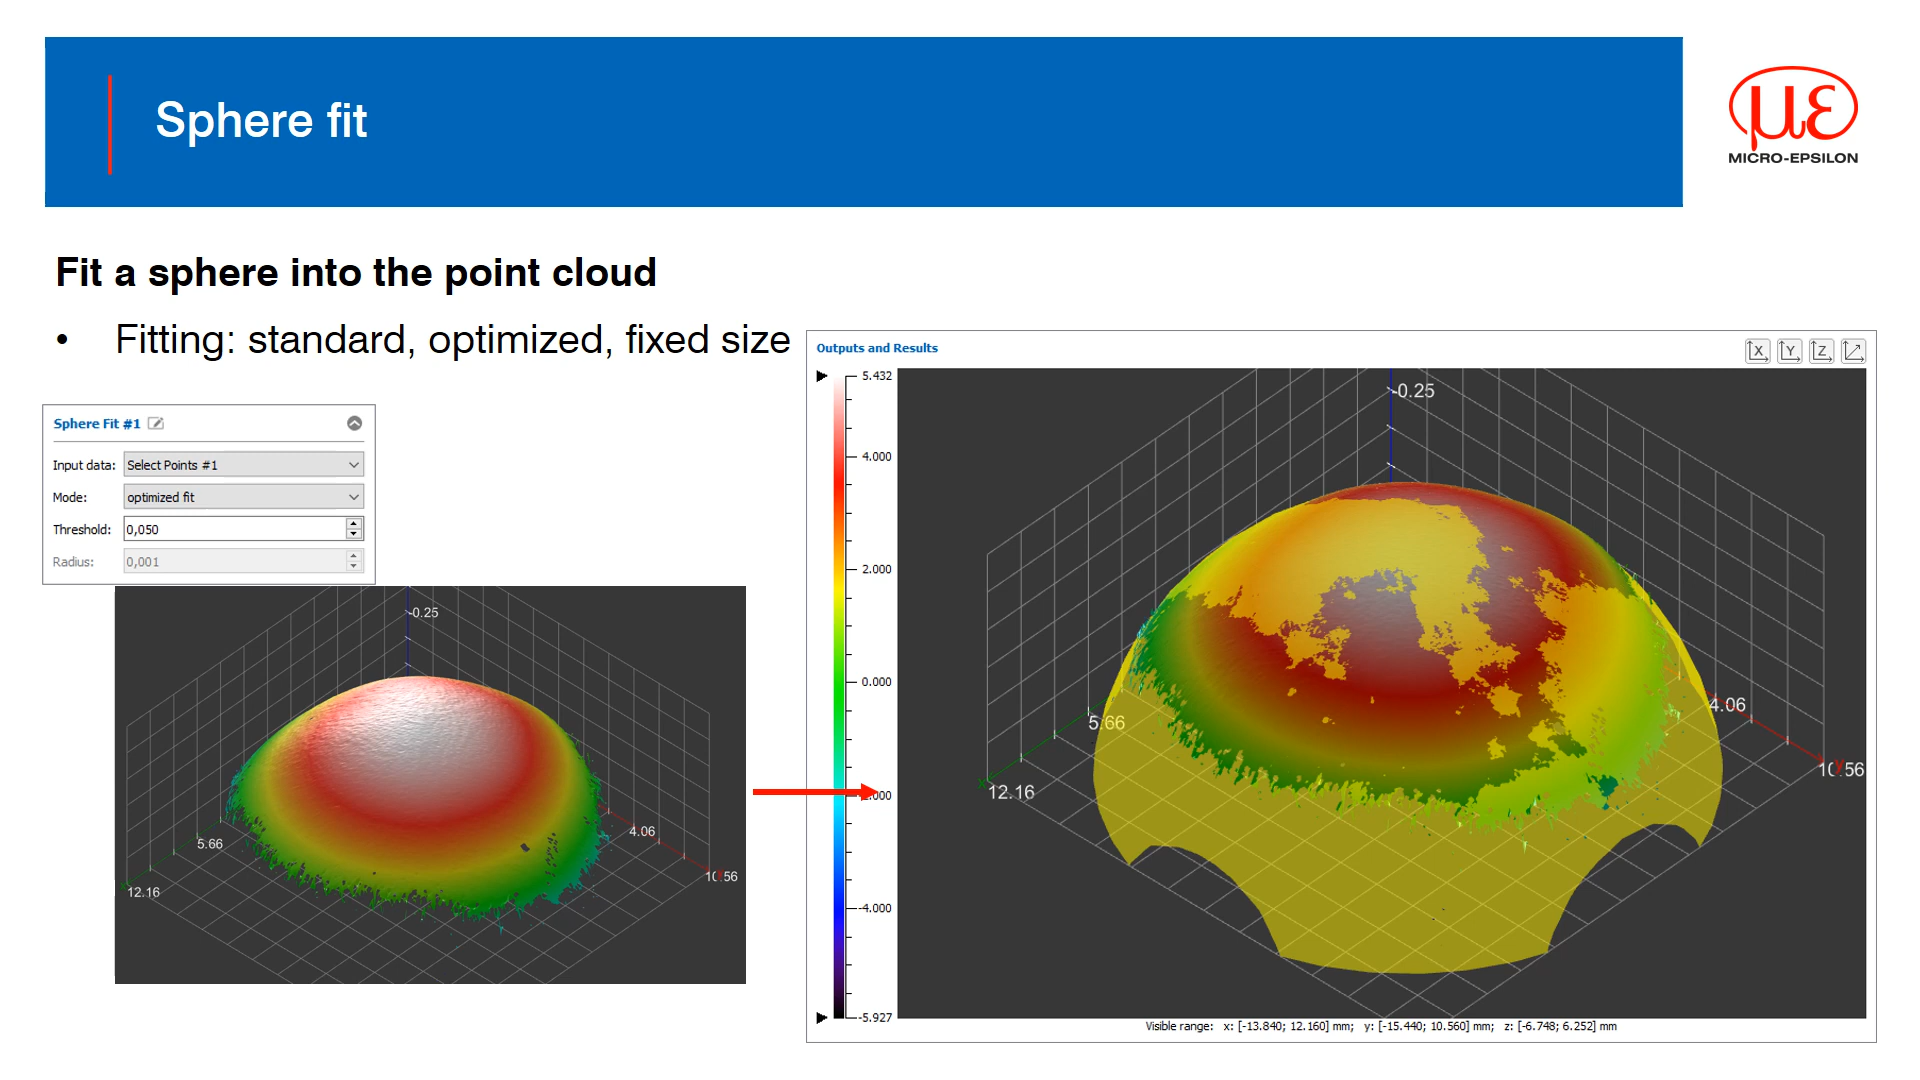 Sphere fit
με
MICRO-EPSILON
Fit a sphere into the point cloud
• Fitting: standard, optimized, fixed size
Sphere Fit #1
Input data: Select Points #1
Mode: optimized fit
Threshold: 0,050
Radius: 0,001
-0.25
5.66
12.16
4.06
10.56
Outputs and Results
X Y Z
5.432
4.000
2.000
0.000
-4.000
-5.927
-0.25
5.66
12.16
4.06
10.56
Visible range: x: [-13.840; 12.160] mm; y: [-15.440; 10.560] mm; z: [-6.748; 6.252] mm